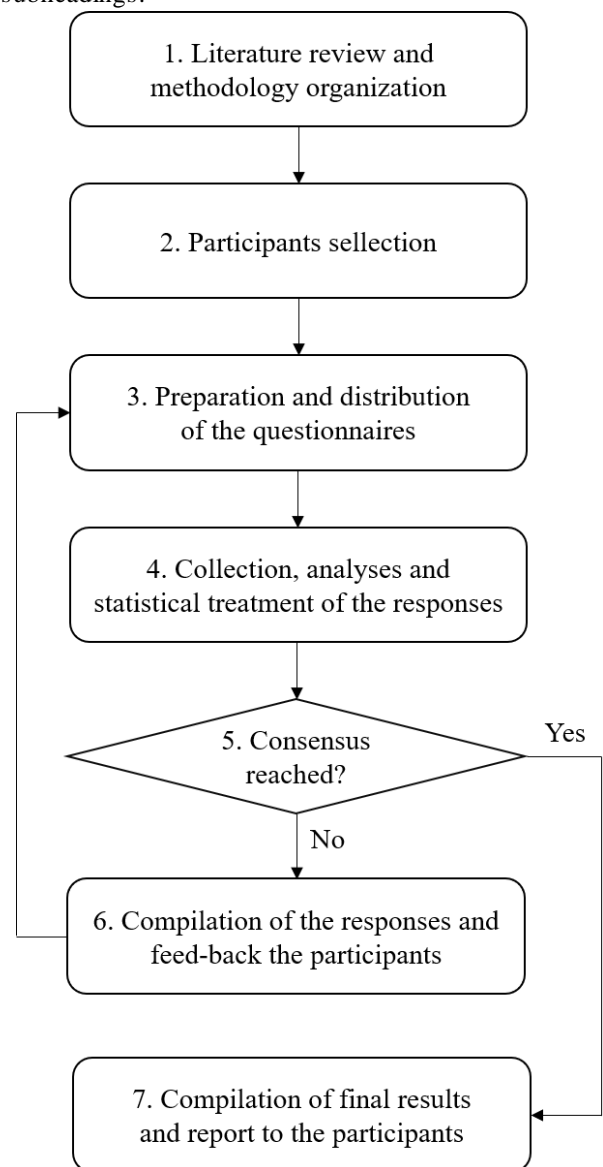 subheadings.
1. Literature review and
methodology organization
2. Participants sellection
3. Preparation and distribution
of the questionnaires
4. Collection, analyses and
statistical treatment of the responses
5. Consensus
reached?
Yes
No
6. Compilation of the responses and
feed-back the participants
7. Compilation of final results
and report to the participants